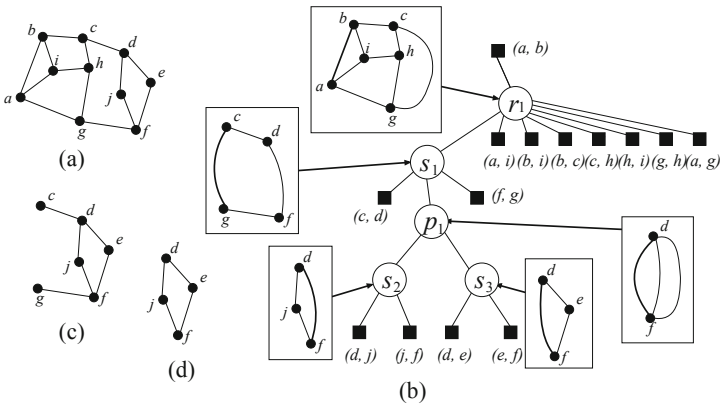 b
c
d
i
h
e
j
a
g
f
(a)
b
c
i
h
a
g
(a, b)
r1
(a, i)(b, i)(b, c)(c, h)(h, i)(g, h)(a, g)
c
d
g
f
s1
(c, d)
(f, g)
p1
d
f
d
j
f
s2
s3
d
e
f
(d, j)
(j, f)
(d, e)
(e, f)
(b)
c
d
e
j
g
f
(c)
d
e
j
f
(d)